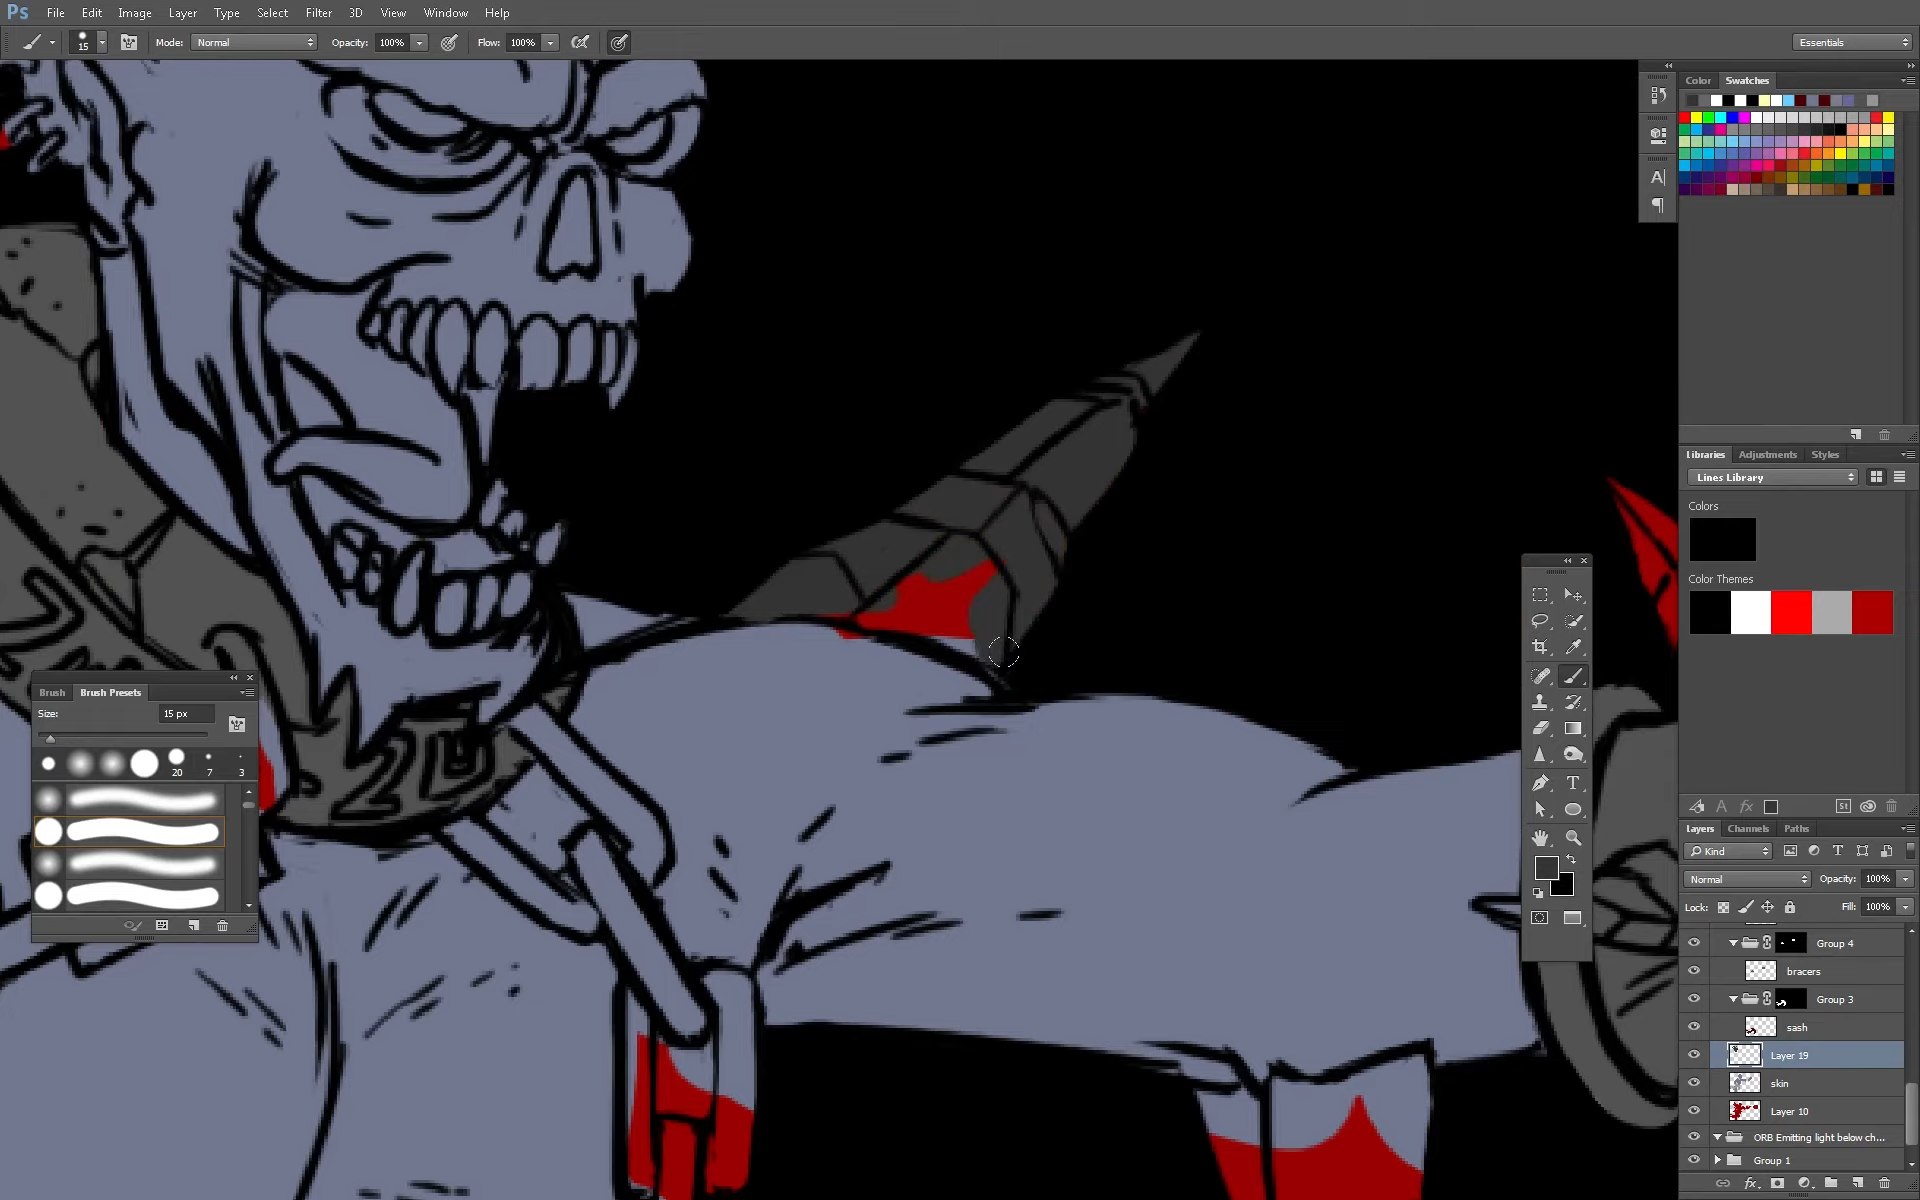 Ps File Edit Image Layer Type Select Filter 3D View Window Help
15 Mode: Normal Opacity: 100% Flow: 100% Essentials
Color Swatches
Libraries Adjustments Styles
Lines Library
Colors
Color Themes
Brush Brush Presets
Size: 15 px
20 7 3
Layers Channels Paths
Kind
Normal Opacity: 100%
Lock: Fill: 100%
Group 4
bracers
Group 3
sash
Layer 19
skin
Layer 10
ORB Emitting light below ch...
Group 1